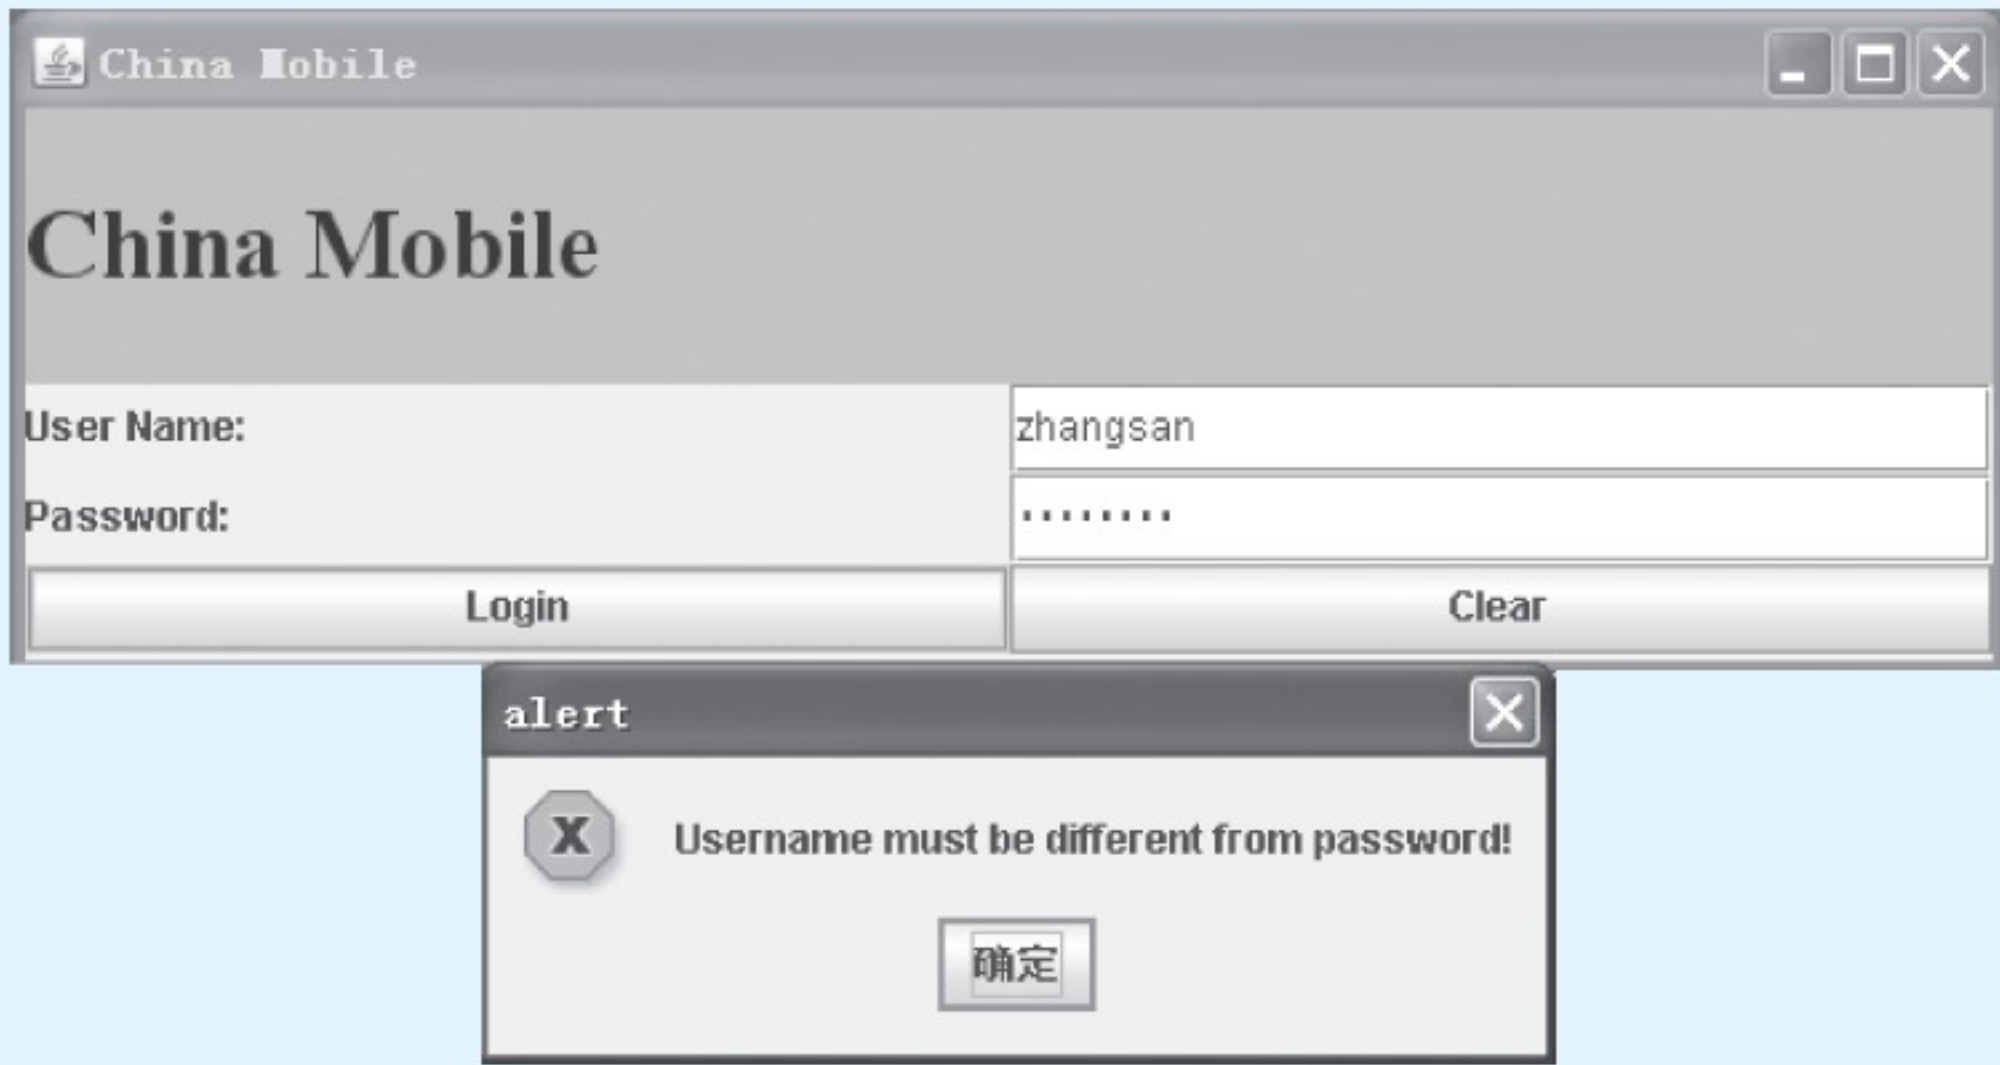 China Mobile
China Mobile
User Name:
zhangsan
Password:
········
Login
Clear
alert
X
Username must be different from password!
确定